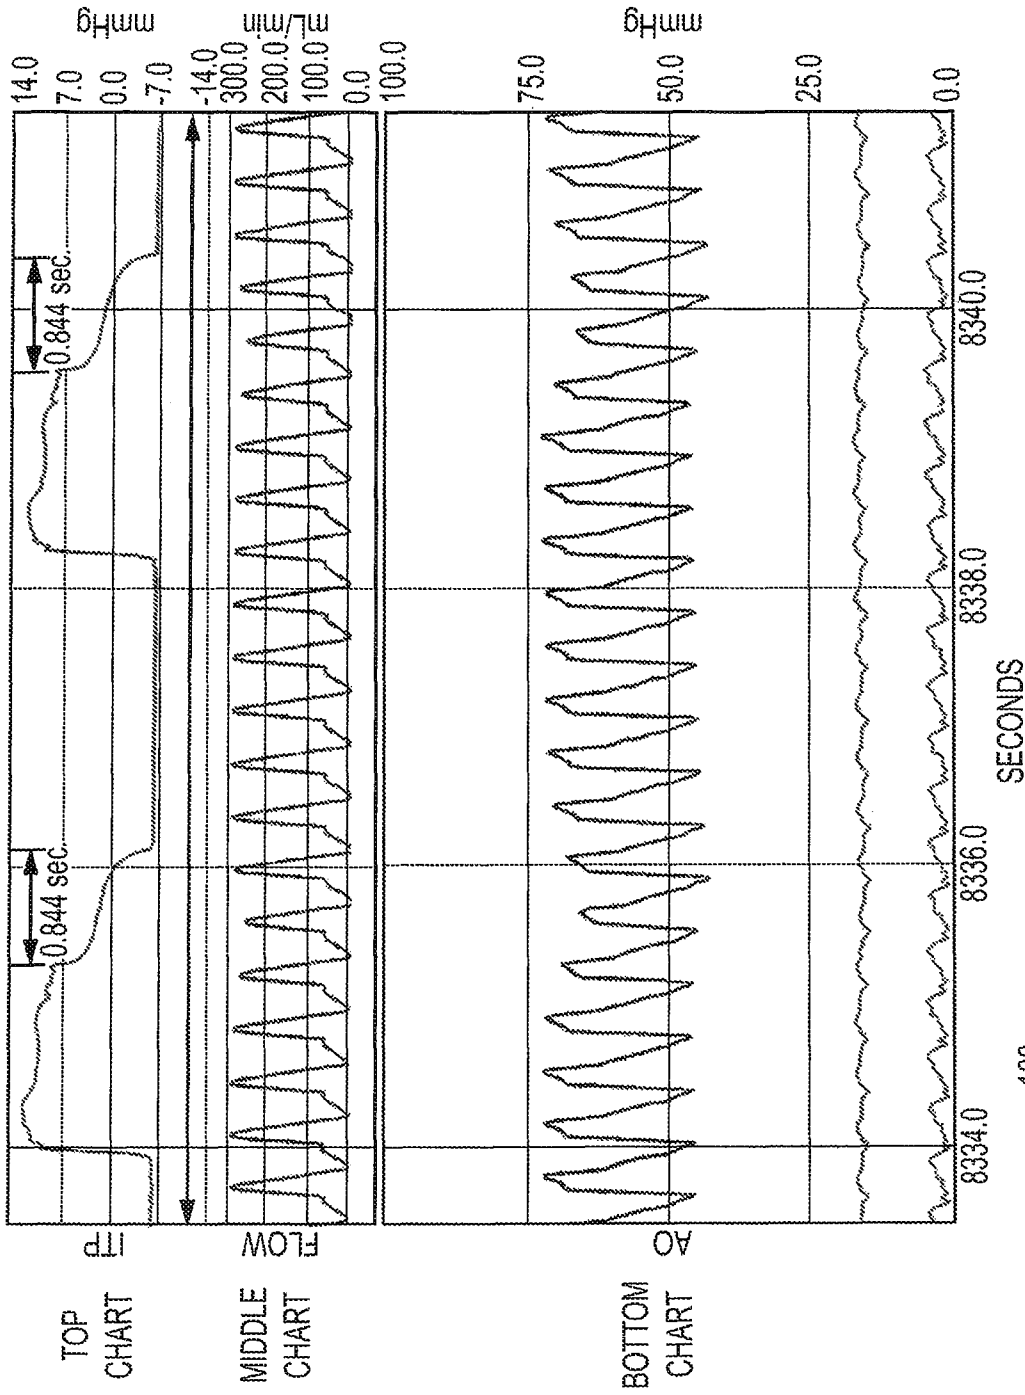 TOP
CHART
ITP
14.0
7.0
0.0
-7.0
-14.0
mmHg
0.844 sec.
0.844 sec.
MIDDLE
CHART
FLOW
300.0
200.0
100.0
0.0
mL/min
BOTTOM
CHART
AO
100.0
75.0
50.0
25.0
0.0
mmHg
8334.0
8336.0
8338.0
8340.0
SECONDS